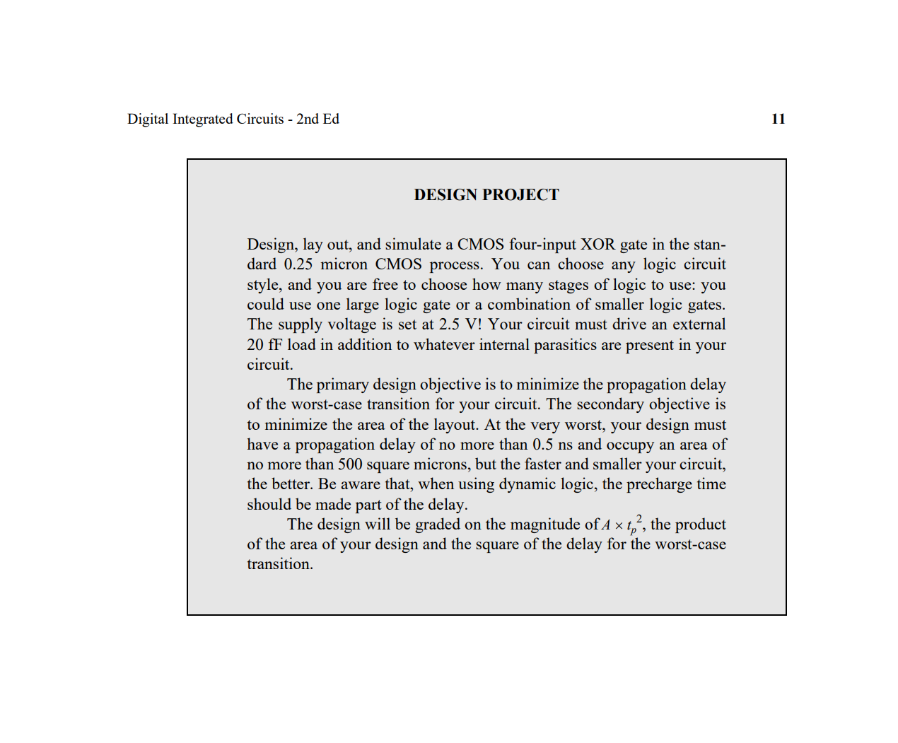 Digital Integrated Circuits - 2nd Ed 11
DESIGN PROJECT
Design, lay out, and simulate a CMOS four-input XOR gate in the stan-
dard 0.25 micron CMOS process. You can choose any logic circuit
style, and you are free to choose how many stages of logic to use: you
could use one large logic gate or a combination of smaller logic gates.
The supply voltage is set at 2.5 V! Your circuit must drive an external
20 fF load in addition to whatever internal parasitics are present in your
circuit.
The primary design objective is to minimize the propagation delay
of the worst-case transition for your circuit. The secondary objective is
to minimize the area of the layout. At the very worst, your design must
have a propagation delay of no more than 0.5 ns and occupy an area of
no more than 500 square microns, but the faster and smaller your circuit,
the better. Be aware that, when using dynamic logic, the precharge time
should be made part of the delay.
The design will be graded on the magnitude of A × tp², the product
of the area of your design and the square of the delay for the worst-case
transition.